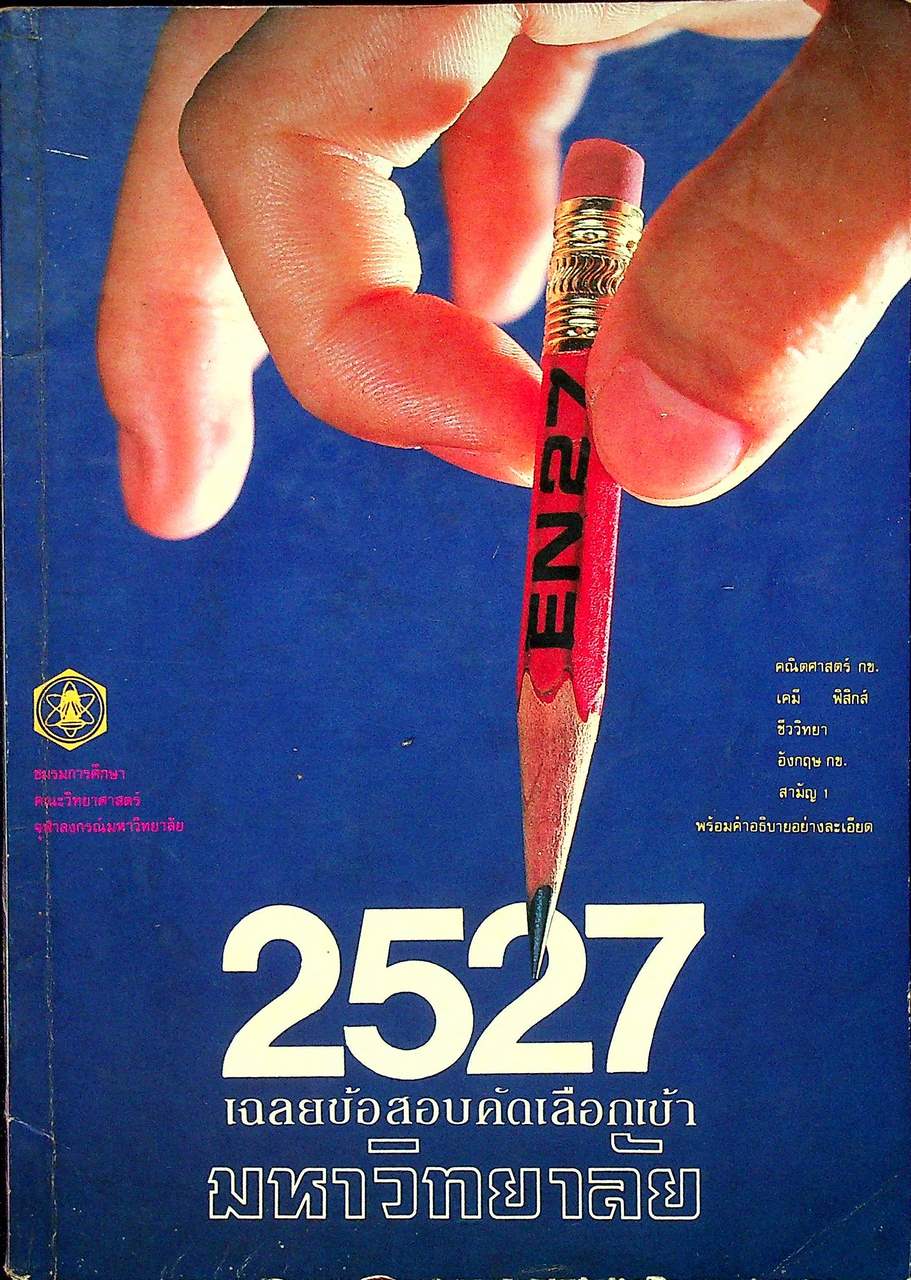 EN27
คณิตศาสตร์ กข.
เคมี ฟิสิกส์
ชีววิทยา
อังกฤษ กข.
สามัญ 1
พร้อมคำอธิบายอย่างละเอียด
ชมรมการศึกษา
คณะวิทยาศาสตร์
จุฬาลงกรณ์มหาวิทยาลัย
2527
เฉลยข้อสอบคัดเลือกเข้า
มหาวิทยาลัย